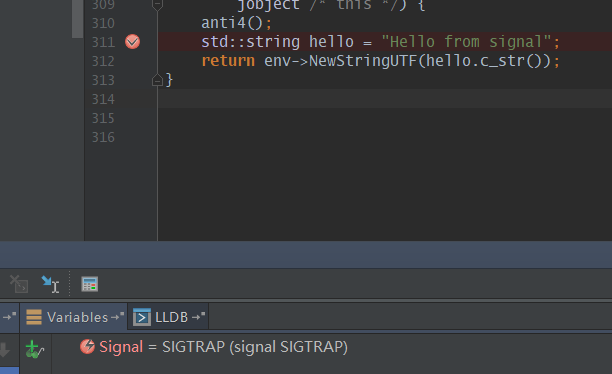 309 jobject /* this */) {
310 anti4();
311 std::string hello = "Hello from signal";
312 return env->NewStringUTF(hello.c_str());
313 }
314
315
316
Variables LLDB
Signal = SIGTRAP (signal SIGTRAP)